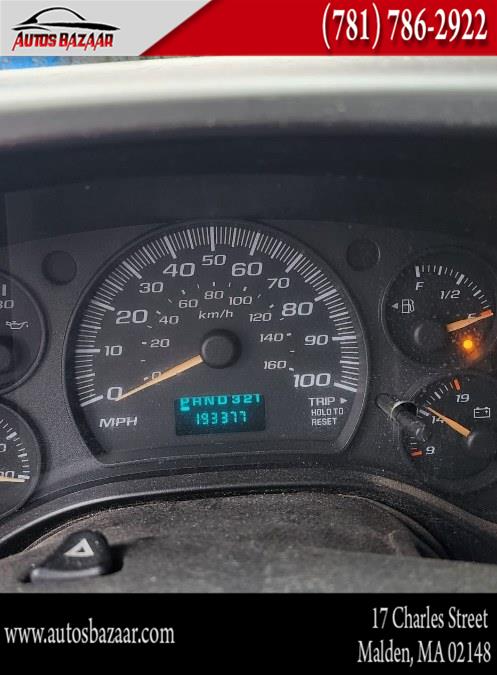 AUTOS BAZAAR
(781) 786-2922
F
1/2
E
50
40 60
30 70
20 80
10 90
0 100
80
60 100
40 120
20 140
0 160
km/h
MPH
PRND321
193377
TRIP
HOLD TO
RESET
19
14
9
www.autosbazaar.com
17 Charles Street
Malden, MA 02148